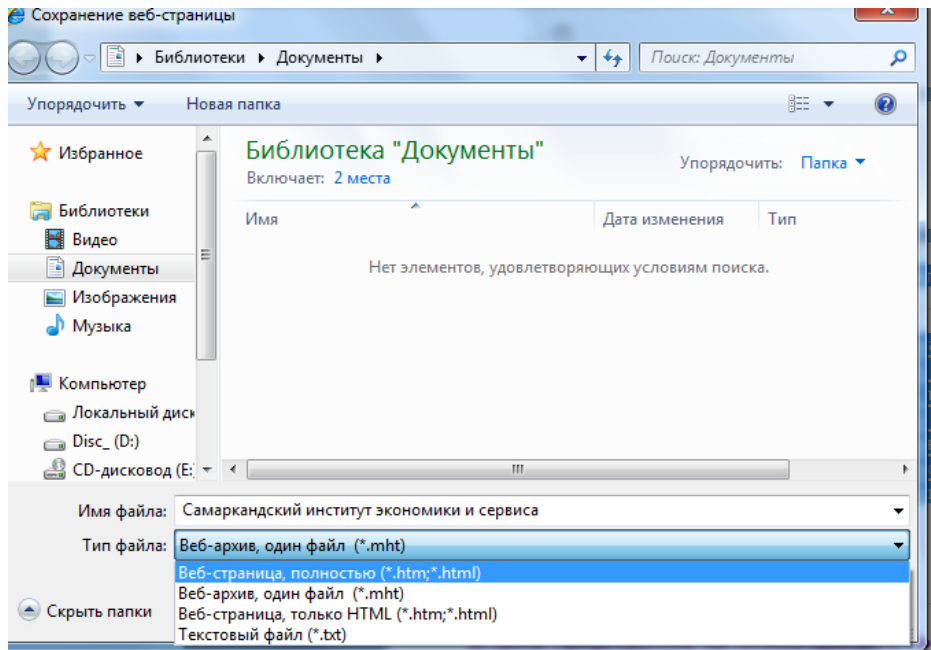 Сохранение веб-страницы
Библиотеки Документы
Поиск: Документы
Упорядочить Новая папка
Избранное
Библиотеки
Видео
Документы
Изображения
Музыка
Компьютер
Локальный диск
Disc_ (D:)
CD-дисковод (E:)
Библиотека "Документы"
Включает: 2 места
Упорядочить: Папка
Имя Дата изменения Тип
Нет элементов, удовлетворяющих условиям поиска.
Имя файла: Самаркандский институт экономики и сервиса
Тип файла: Веб-архив, один файл (*.mht)
Веб-страница, полностью (*.htm;*.html)
Веб-архив, один файл (*.mht)
Веб-страница, только HTML (*.htm;*.html)
Текстовый файл (*.txt)
Скрыть папки